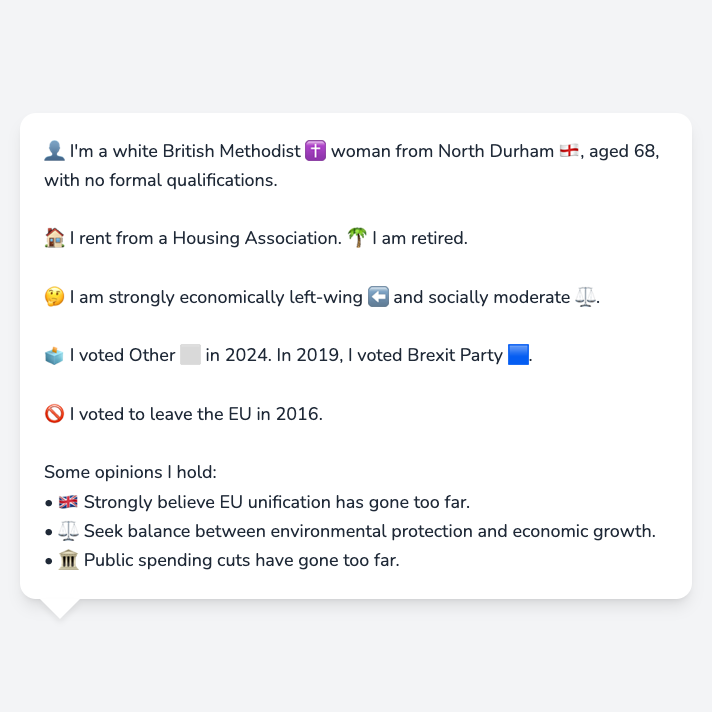 👤 I'm a white British Methodist ✝️ woman from North Durham 🏴󠁧󠁢󠁥󠁮󠁧󠁿, aged 68,
with no formal qualifications.
🏠 I rent from a Housing Association. 🌴 I am retired.
🤔 I am strongly economically left-wing ⬅️ and socially moderate ⚖️.
🗳️ I voted Other ⬜ in 2024. In 2019, I voted Brexit Party 🟦.
🚫 I voted to leave the EU in 2016.
Some opinions I hold:
• 🇬🇧 Strongly believe EU unification has gone too far.
• ⚖️ Seek balance between environmental protection and economic growth.
• 🏛️ Public spending cuts have gone too far.